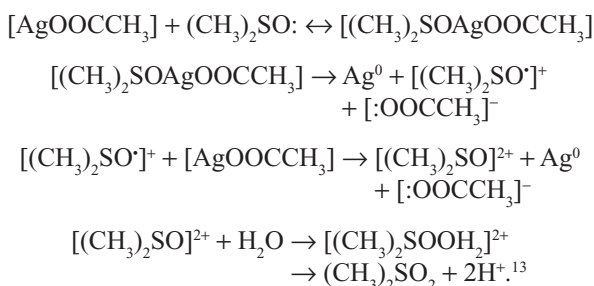 [AgOOCCH₃] + (CH₃)₂SO: ↔ [(CH₃)₂SOAgOOCCH₃]
[(CH₃)₂SOAgOOCCH₃] → Ag⁰ + [(CH₃)₂SO•]⁺
+ [:OOCCH₃]⁻
[(CH₃)₂SO•]⁺ + [AgOOCCH₃] → [(CH₃)₂SO]²⁺ + Ag⁰
+ [:OOCCH₃]⁻
[(CH₃)₂SO]²⁺ + H₂O → [(CH₃)₂SOOH₂]²⁺
→ (CH₃)₂SO₂ + 2H⁺.¹³